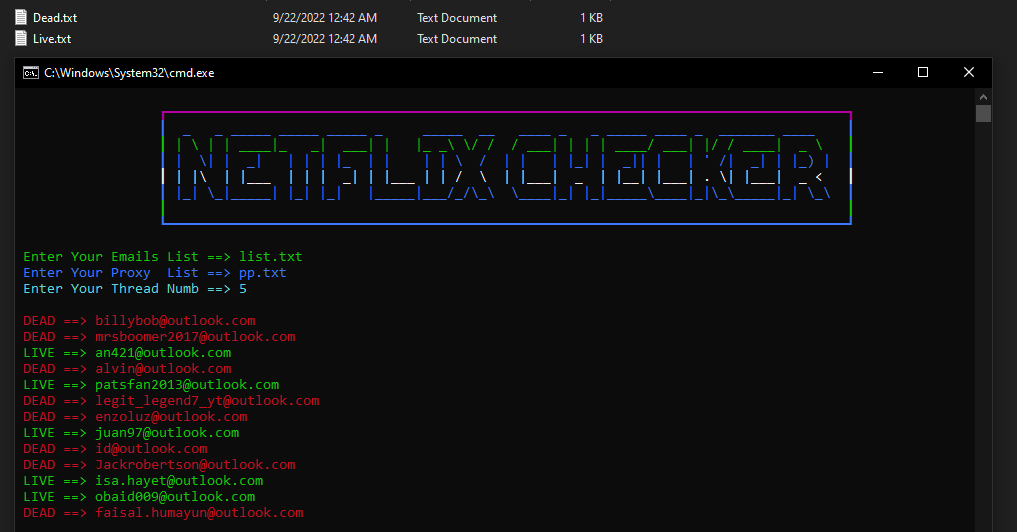 Dead.txt 9/22/2022 12:42 AM Text Document 1 KB
Live.txt 9/22/2022 12:42 AM Text Document 1 KB
C:\Windows\System32\cmd.exe
NETFLIX CHECKER
Enter Your Emails List ==> list.txt
Enter Your Proxy  List ==> pp.txt
Enter Your Thread Numb ==> 5
DEAD ==> billybob@outlook.com
DEAD ==> mrsboomer2017@outlook.com
LIVE ==> an421@outlook.com
DEAD ==> alvin@outlook.com
LIVE ==> patsfan2013@outlook.com
DEAD ==> legit_legend7_yt@outlook.com
DEAD ==> enzoluz@outlook.com
LIVE ==> juan97@outlook.com
DEAD ==> id@outlook.com
DEAD ==> Jackrobertson@outlook.com
LIVE ==> isa.hayet@outlook.com
LIVE ==> obaid009@outlook.com
DEAD ==> faisal.humayun@outlook.com